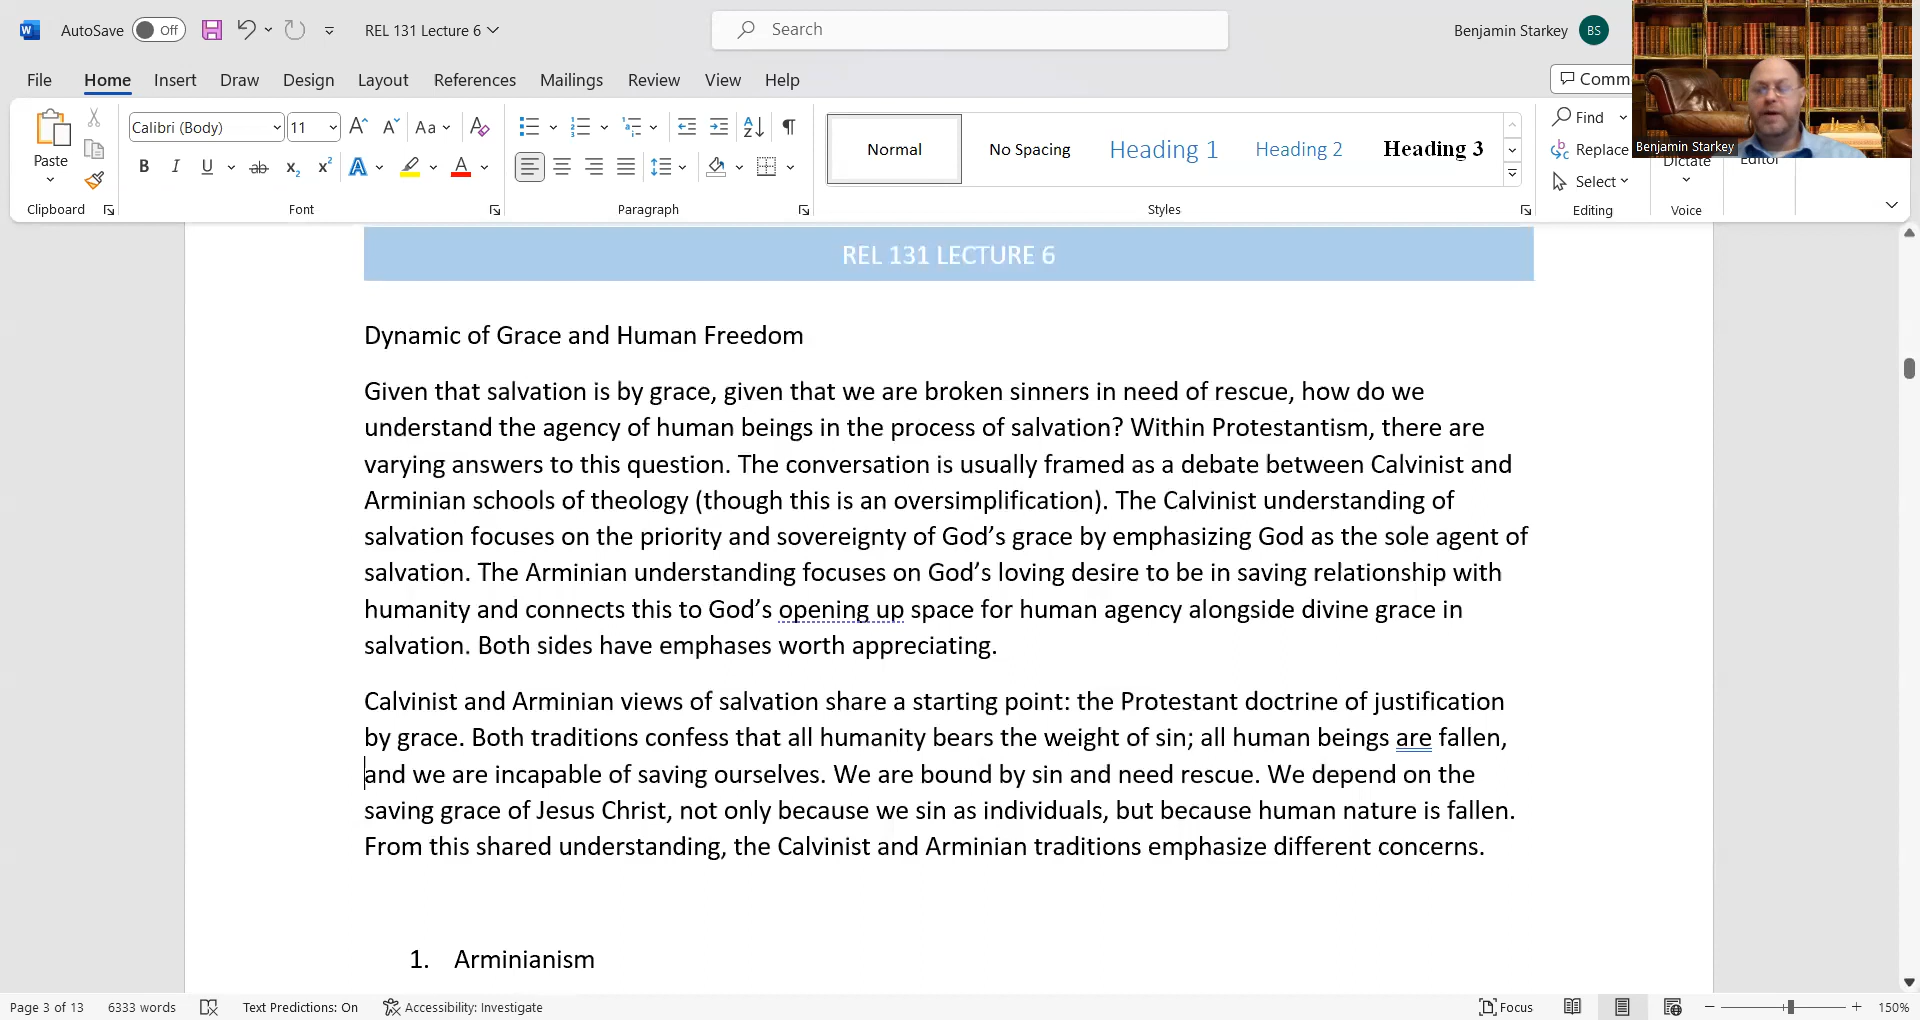 AutoSave Off REL 131 Lecture 6 Search Benjamin Starkey BS
File Home Insert Draw Design Layout References Mailings Review View Help Comm
Paste Calibri (Body) 11 Aa Normal No Spacing Heading 1 Heading 2 Heading 3 Find
Replace
Select
Dictate
Editor
Benjamin Starkey
Clipboard Font Paragraph Styles Editing Voice
REL 131 LECTURE 6
Dynamic of Grace and Human Freedom
Given that salvation is by grace, given that we are broken sinners in need of rescue, how do we
understand the agency of human beings in the process of salvation? Within Protestantism, there are
varying answers to this question. The conversation is usually framed as a debate between Calvinist and
Arminian schools of theology (though this is an oversimplification). The Calvinist understanding of
salvation focuses on the priority and sovereignty of God’s grace by emphasizing God as the sole agent of
salvation. The Arminian understanding focuses on God’s loving desire to be in saving relationship with
humanity and connects this to God’s opening up space for human agency alongside divine grace in
salvation. Both sides have emphases worth appreciating.
Calvinist and Arminian views of salvation share a starting point: the Protestant doctrine of justification
by grace. Both traditions confess that all humanity bears the weight of sin; all human beings are fallen,
and we are incapable of saving ourselves. We are bound by sin and need rescue. We depend on the
saving grace of Jesus Christ, not only because we sin as individuals, but because human nature is fallen.
From this shared understanding, the Calvinist and Arminian traditions emphasize different concerns.
1. Arminianism
Page 3 of 13 6333 words Text Predictions: On Accessibility: Investigate Focus 150%